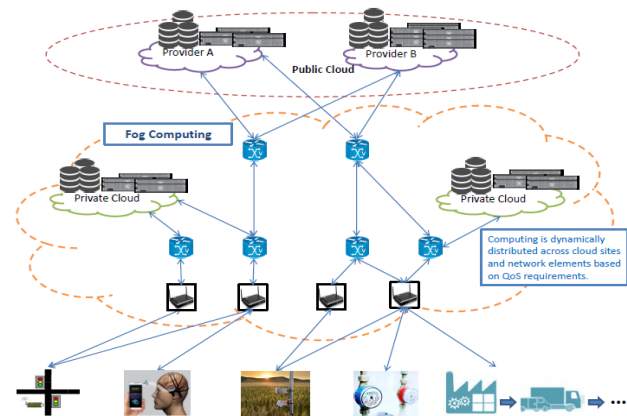 Provider A
Provider B
Public Cloud
Fog Computing
Private Cloud
Private Cloud
Computing is dynamically
distributed across cloud sites
and network elements based
on QoS requirements.
...